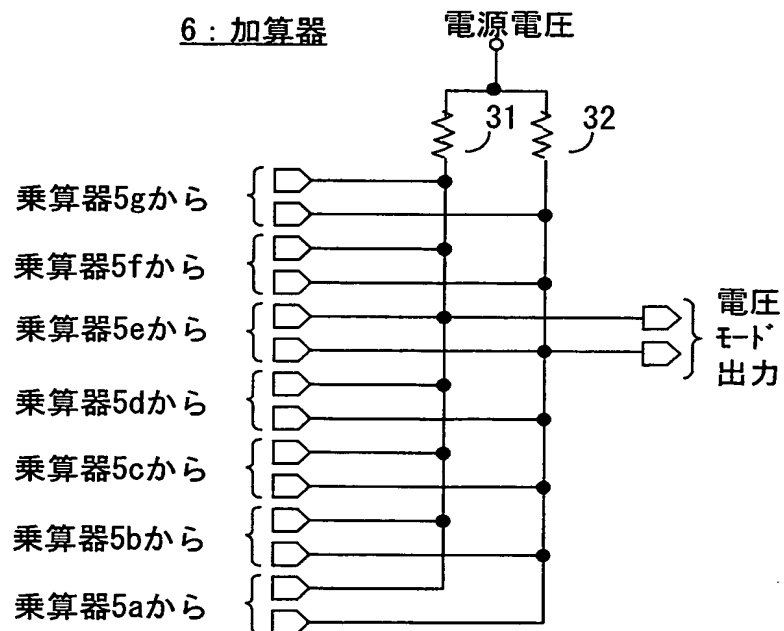 6：加算器
電源電圧
31
32
乗算器5gから
乗算器5fから
乗算器5eから
乗算器5dから
乗算器5cから
乗算器5bから
乗算器5aから
電圧
ﾓｰﾄﾞ
出力